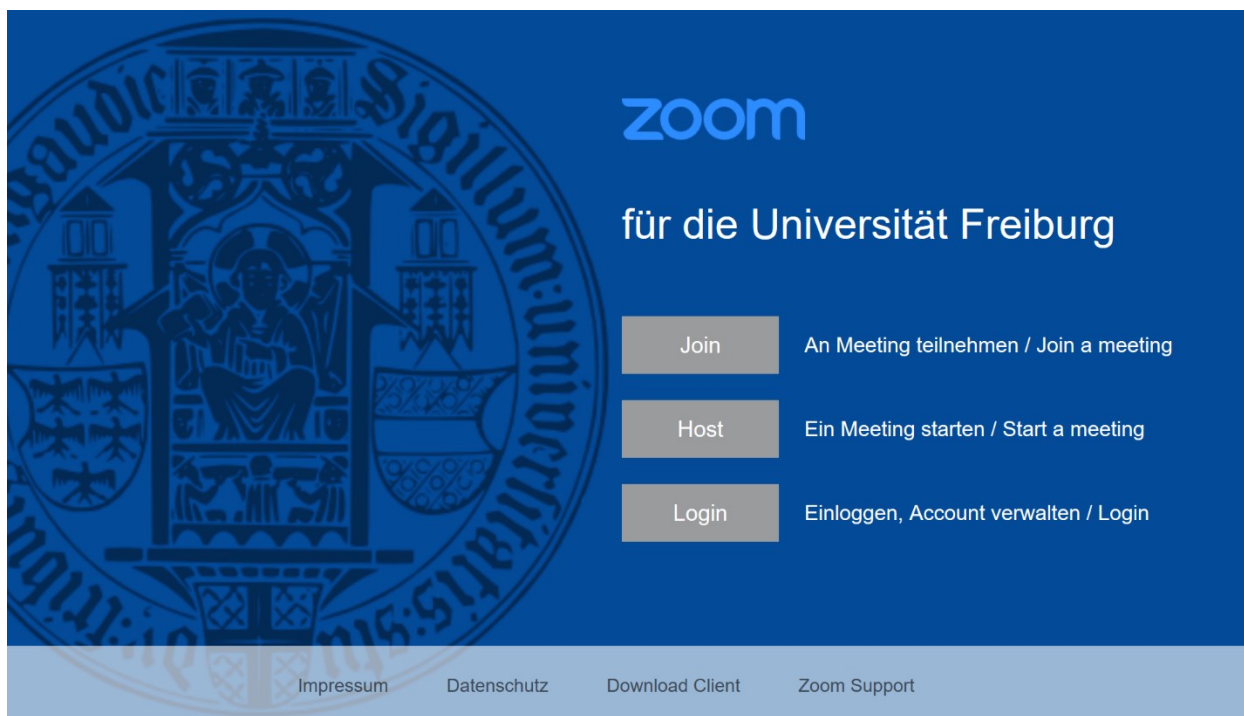 zoom
für die Universität Freiburg
Join An Meeting teilnehmen / Join a meeting
Host Ein Meeting starten / Start a meeting
Login Einloggen, Account verwalten / Login
Impressum Datenschutz Download Client Zoom Support